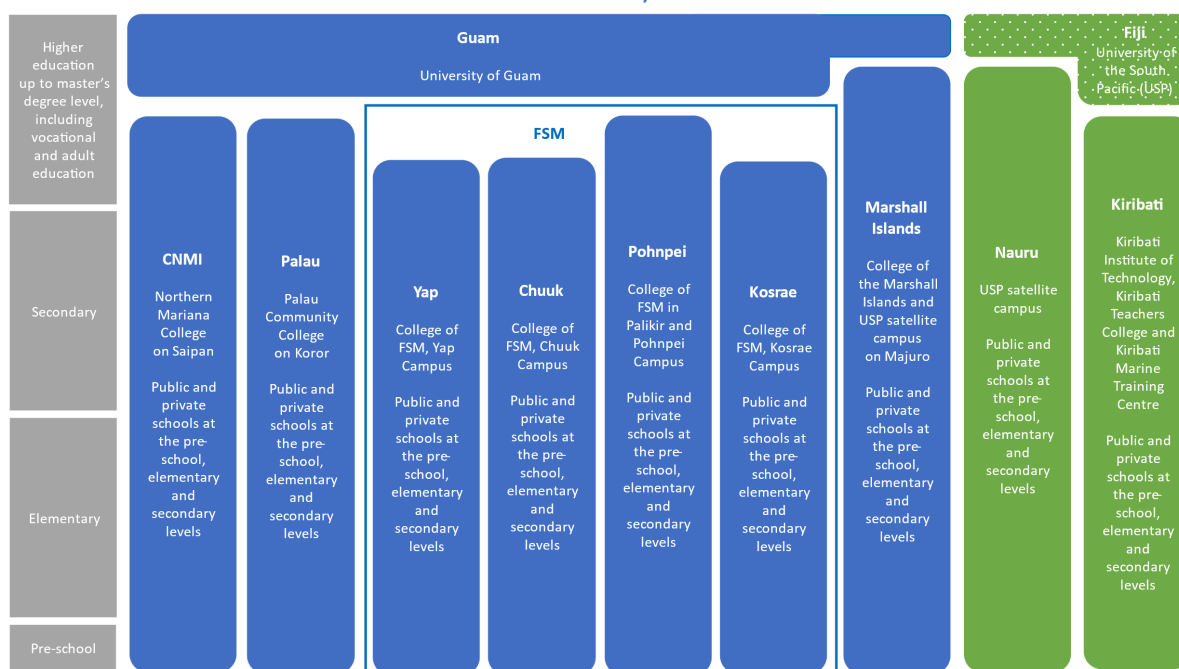 Higher
education
up to master's
degree level,
including
vocational
and adult
education
Secondary
Elementary
Pre-school
Guam
University of Guam
Fiji
University of
the South
Pacific (USP)
CNMI
Northern
Mariana
College
on Saipan
Public and
private
schools at
the pre-
school,
elementary
and
secondary
levels
Palau
Palau
Community
College
on Koror
Public and
private
schools at
the pre-
school,
elementary
and
secondary
levels
FSM
Yap
College of
FSM, Yap
Campus
Public and
private
schools at
the pre-
school,
elementary
and
secondary
levels
Chuuk
College of
FSM, Chuuk
Campus
Public and
private
schools at
the pre-
school,
elementary
and
secondary
levels
Pohnpei
College of
FSM in
Palikir and
Pohnpei
Campus
Public and
private
schools at
the pre-
school,
elementary
and
secondary
levels
Kosrae
College of
FSM, Kosrae
Campus
Public and
private
schools at
the pre-
school,
elementary
and
secondary
levels
Marshall
Islands
College of
the Marshall
Islands and
USP satellite
campus
on Majuro
Public and
private
schools at
the pre-
school,
elementary
and
secondary
levels
Nauru
USP satellite
campus
Public and
private
schools at
the pre-
school,
elementary
and
secondary
levels
Kiribati
Kiribati
Institute of
Technology,
Kiribati
Teachers
College and
Kiribati
Marine
Training
Centre
Public and
private
schools at
the pre-
school,
elementary
and
secondary
levels